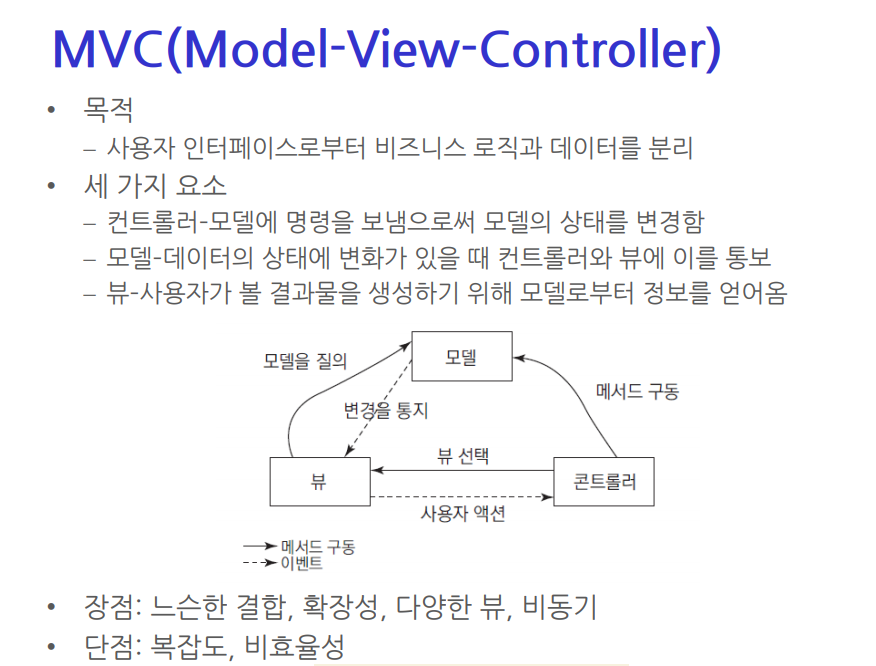 MVC(Model-View-Controller)
• 목적
– 사용자 인터페이스로부터 비즈니스 로직과 데이터를 분리
• 세 가지 요소
– 컨트롤러-모델에 명령을 보냄으로써 모델의 상태를 변경함
– 모델-데이터의 상태에 변화가 있을 때 컨트롤러와 뷰에 이를 통보
– 뷰-사용자가 볼 결과물을 생성하기 위해 모델로부터 정보를 얻어옴
모델을 질의
모델
메서드 구동
변경을 통지
뷰 선택
뷰
콘트롤러
사용자 액션
메서드 구동
이벤트
• 장점: 느슨한 결합, 확장성, 다양한 뷰, 비동기
• 단점: 복잡도, 비효율성